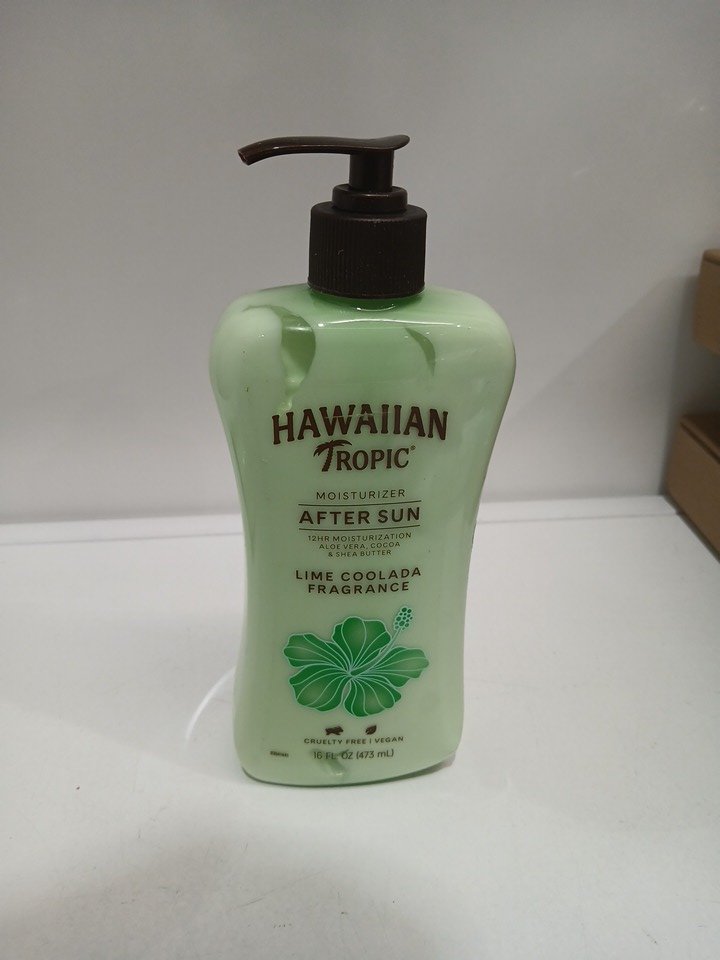 HAWAIIAN
TROPIC®
MOISTURIZER
AFTER SUN
12HR MOISTURIZATION
ALOE VERA, COCOA
& SHEA BUTTER
LIME COOLADA
FRAGRANCE
CRUELTY FREE | VEGAN
16 FL. OZ (473 mL)